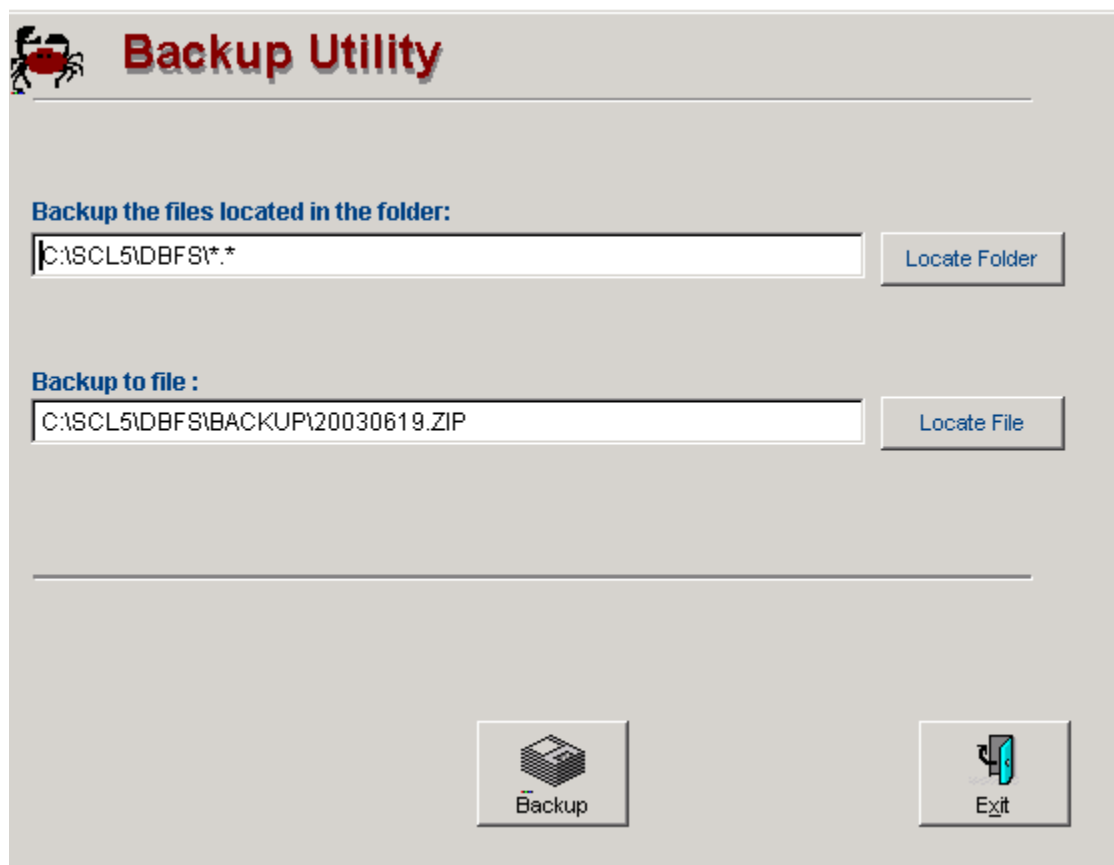 Backup Utility
Backup the files located in the folder:
C:\SCL5\DBFS\*.*
Locate Folder
Backup to file :
C:\SCL5\DBFS\BACKUP\20030619.ZIP
Locate File
Backup
Exit